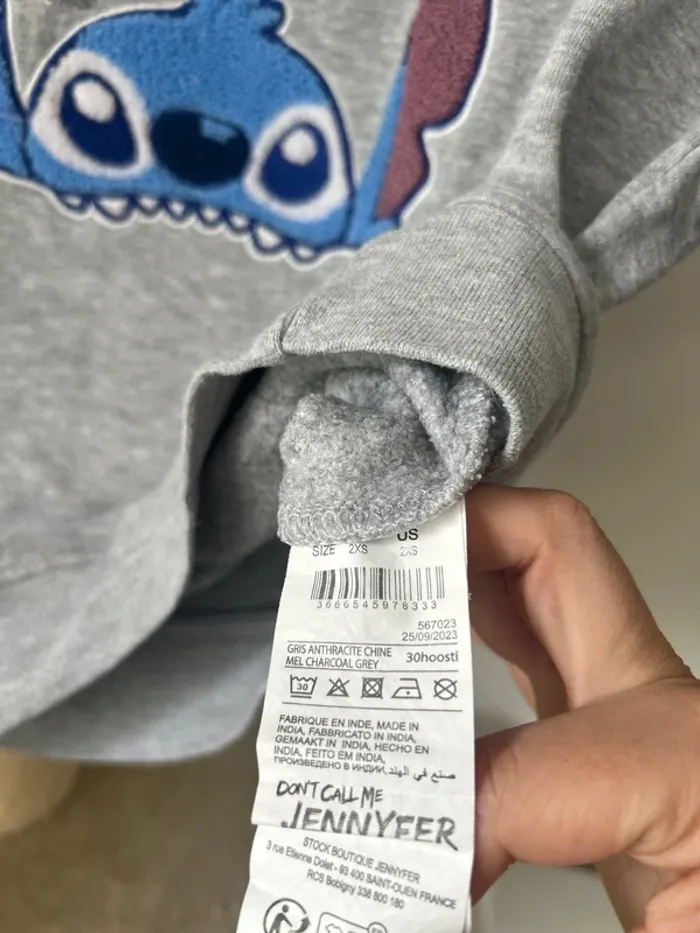 US
SIZE 2XS 2XS
3666545978333
567023
25/09/2023
GRIS ANTHRACITE CHINE
MEL CHARCOAL GREY 30hoosti
30
FABRIQUE EN INDE, MADE IN
INDIA, FABBRICATO IN INDIA,
GEMAAKT IN INDIA, HECHO EN
INDIA, FEITO EM INDIA,
ПРОИЗВЕДЕНО В ИНДИИ, صنع في الهند
DON'T CALL ME
JENNYFER
STOCK BOUTIQUE JENNYFER
3 rue Etienne Dolet - 93 400 SAINT-OUEN FRANCE
RCS Bobigny 338 800 180